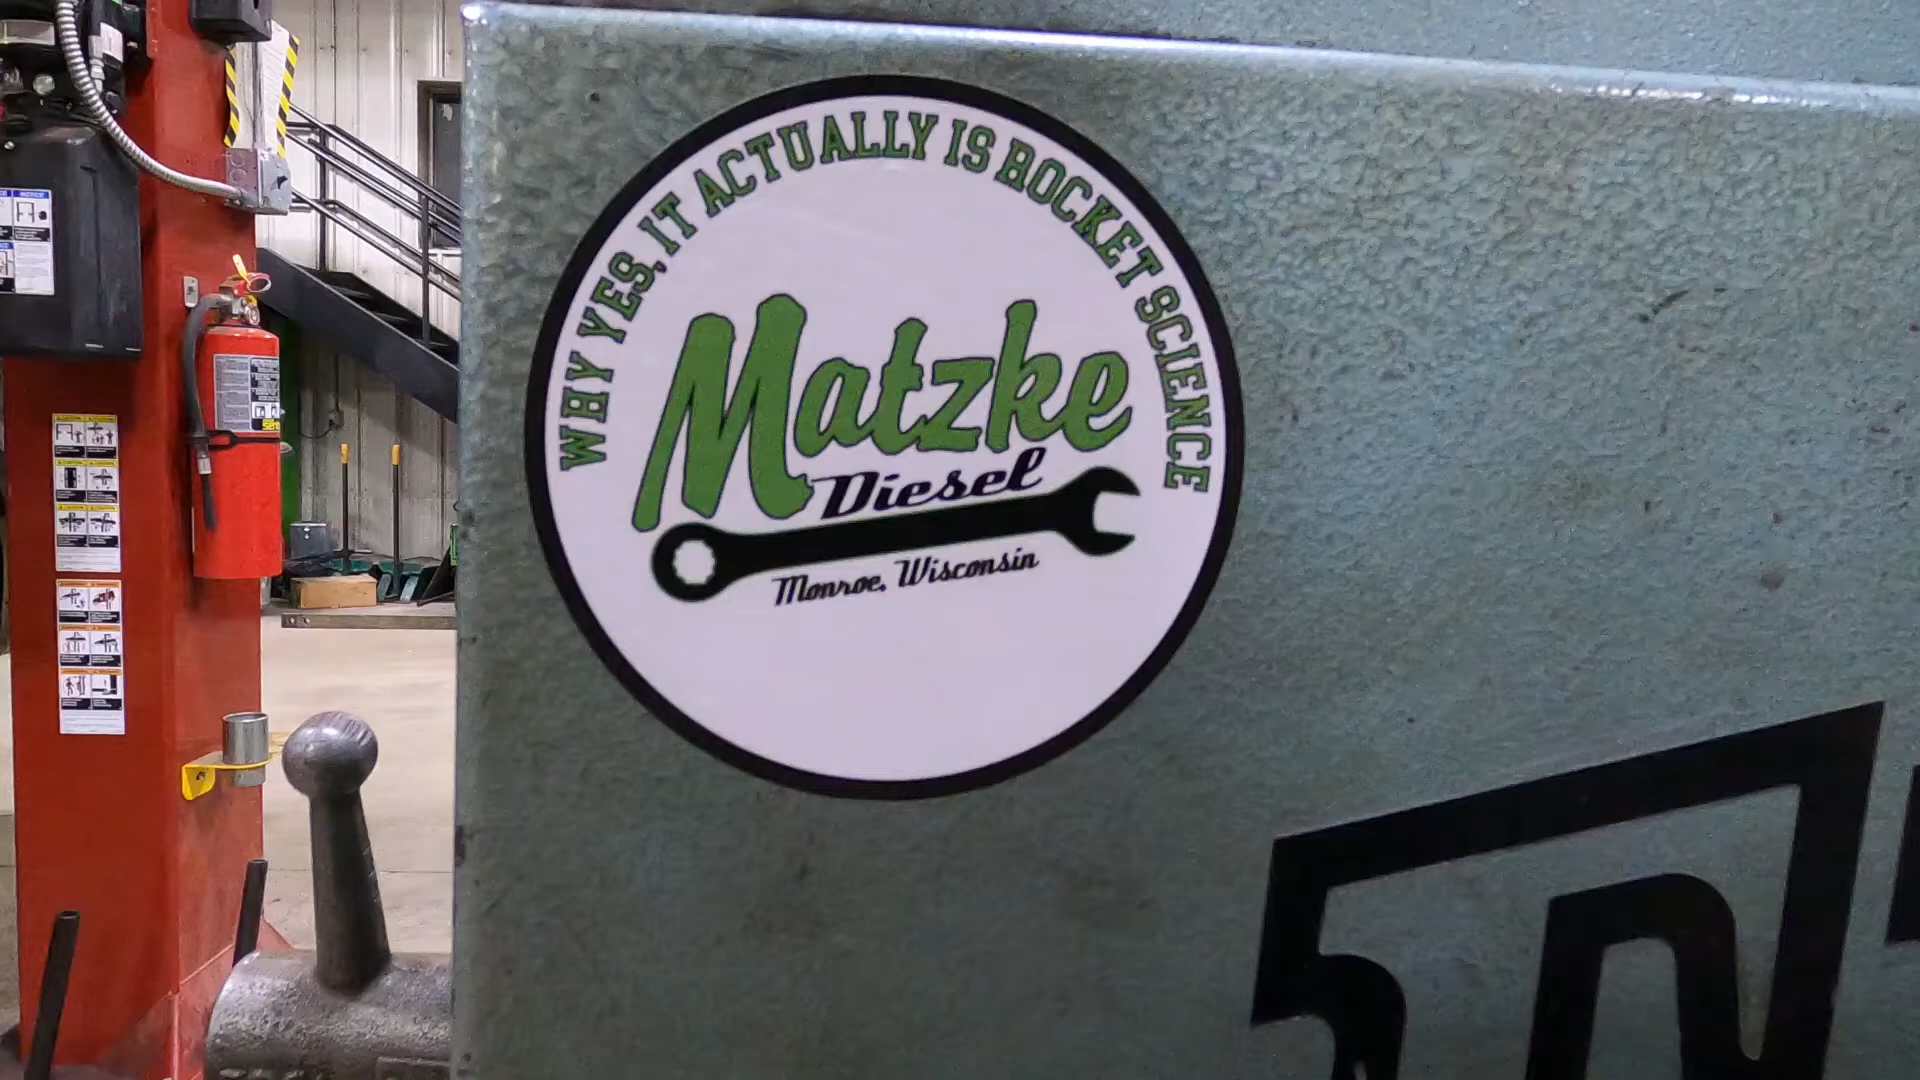 WHY YES, IT ACTUALLY IS ROCKET SCIENCE
Matzke
Diesel
Monroe, Wisconsin